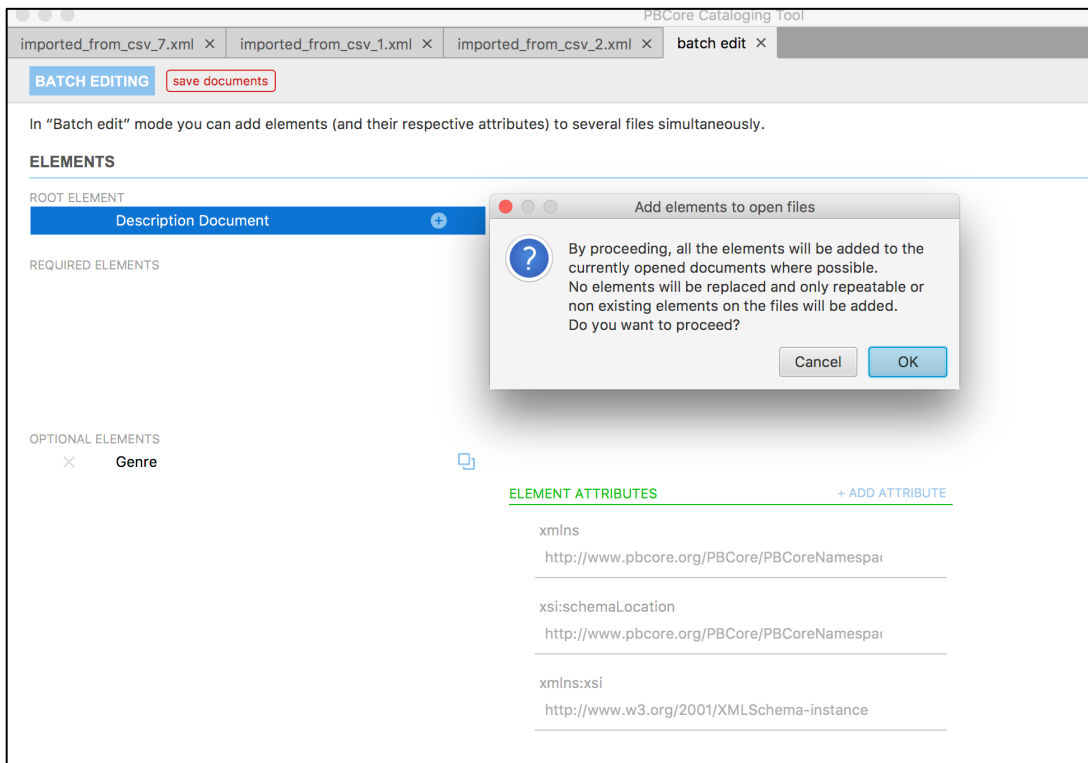 PBCore Cataloging Tool
imported_from_csv_7.xml × imported_from_csv_1.xml × imported_from_csv_2.xml × batch edit ×
BATCH EDITING save documents
In “Batch edit” mode you can add elements (and their respective attributes) to several files simultaneously.
ELEMENTS
ROOT ELEMENT
Description Document
REQUIRED ELEMENTS
Add elements to open files
?
By proceeding, all the elements will be added to the
currently opened documents where possible.
No elements will be replaced and only repeatable or
non existing elements on the files will be added.
Do you want to proceed?
Cancel OK
OPTIONAL ELEMENTS
× Genre
ELEMENT ATTRIBUTES + ADD ATTRIBUTE
xmlns
http://www.pbcore.org/PBCore/PBCoreNamespa
xsi:schemaLocation
http://www.pbcore.org/PBCore/PBCoreNamespa
xmlns:xsi
http://www.w3.org/2001/XMLSchema-instance